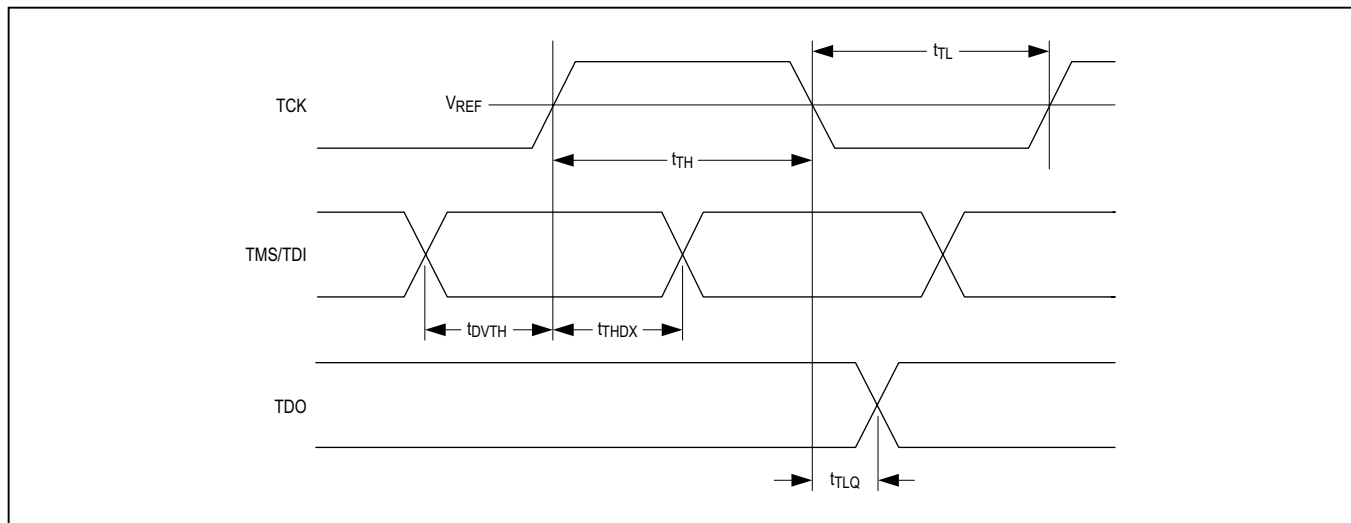 tTL
TCK
VREF
tTH
TMS/TDI
tDVTH
tTHDX
TDO
tTLQ